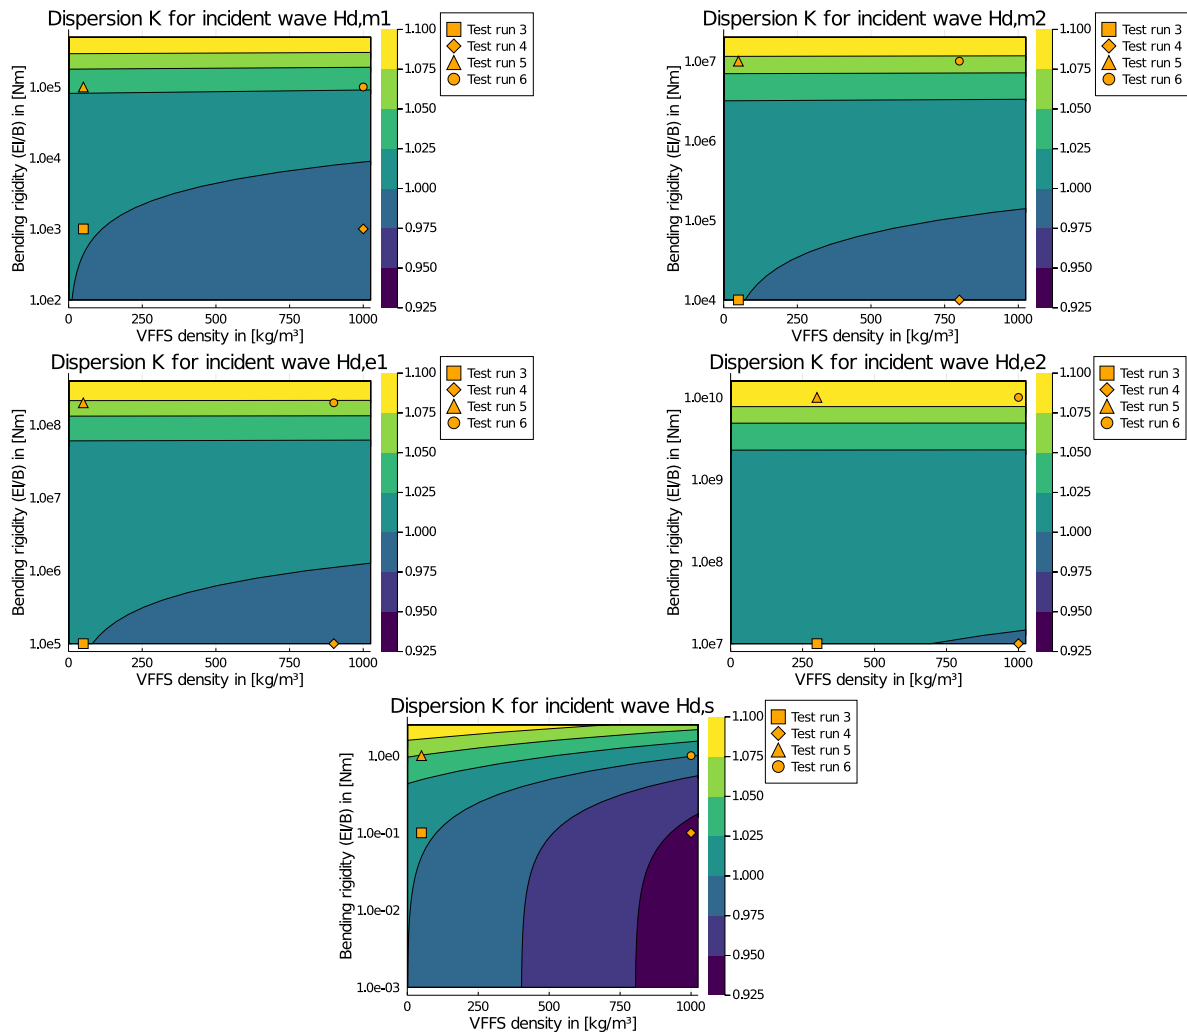 Dispersion K for incident wave Hd,m1
Bending rigidity (EI/B) in [Nm]
1.0e5
1.0e4
1.0e3
1.0e2
0 250 500 750 1000
VFFS density in [kg/m³]
1.100
1.075
1.050
1.025
1.000
0.975
0.950
0.925
Test run 3
Test run 4
Test run 5
Test run 6
Dispersion K for incident wave Hd,m2
Bending rigidity (EI/B) in [Nm]
1.0e7
1.0e6
1.0e5
1.0e4
0 250 500 750 1000
VFFS density in [kg/m³]
1.100
1.075
1.050
1.025
1.000
0.975
0.950
0.925
Test run 3
Test run 4
Test run 5
Test run 6
Dispersion K for incident wave Hd,e1
Bending rigidity (EI/B) in [Nm]
1.0e8
1.0e7
1.0e6
1.0e5
0 250 500 750 1000
VFFS density in [kg/m³]
1.100
1.075
1.050
1.025
1.000
0.975
0.950
0.925
Test run 3
Test run 4
Test run 5
Test run 6
Dispersion K for incident wave Hd,e2
Bending rigidity (EI/B) in [Nm]
1.0e10
1.0e9
1.0e8
1.0e7
0 250 500 750 1000
VFFS density in [kg/m³]
1.100
1.075
1.050
1.025
1.000
0.975
0.950
0.925
Test run 3
Test run 4
Test run 5
Test run 6
Dispersion K for incident wave Hd,s
Bending rigidity (EI/B) in [Nm]
1.0e0
1.0e-01
1.0e-02
1.0e-03
0 250 500 750 1000
VFFS density in [kg/m³]
1.100
1.075
1.050
1.025
1.000
0.975
0.950
0.925
Test run 3
Test run 4
Test run 5
Test run 6